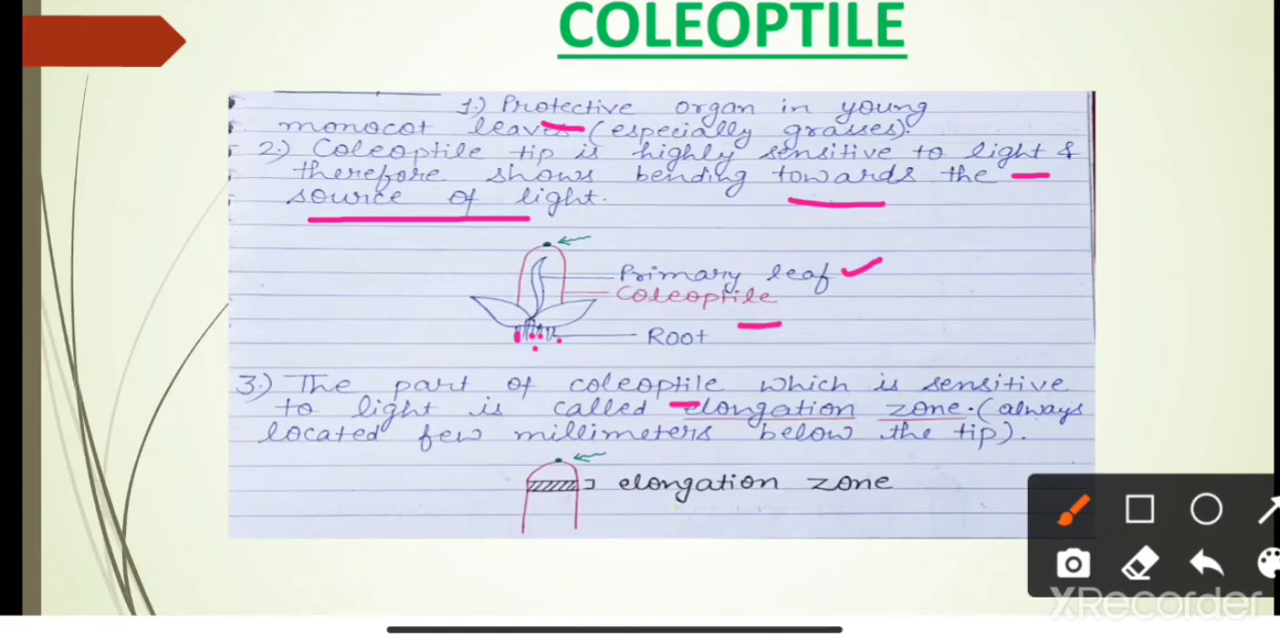 COLEOPTILE
1.) Protective organ in young
monocot leaves (especially grasses).
2.) Coleoptile tip is highly sensitive to light &
therefore shows bending towards the
source of light.
Primary leaf
Coleoptile
Root
3.) The part of coleoptile which is sensitive
to light is called elongation zone. (always
located few millimeters below the tip).
elongation zone
XRecorder